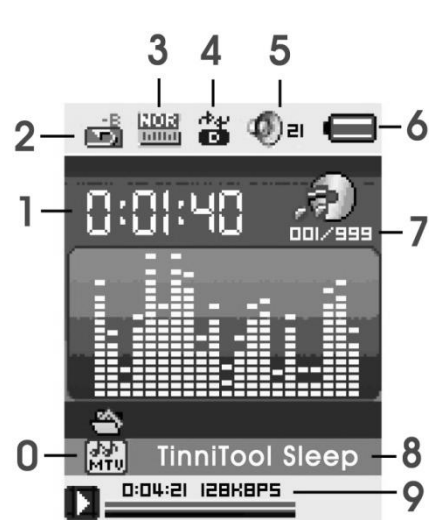 3 4 5
2 -B NOR 21 6
1 0:01:40
001/999 7
0 MTV TinniTool Sleep 8
0:04:21 128KBPS 9